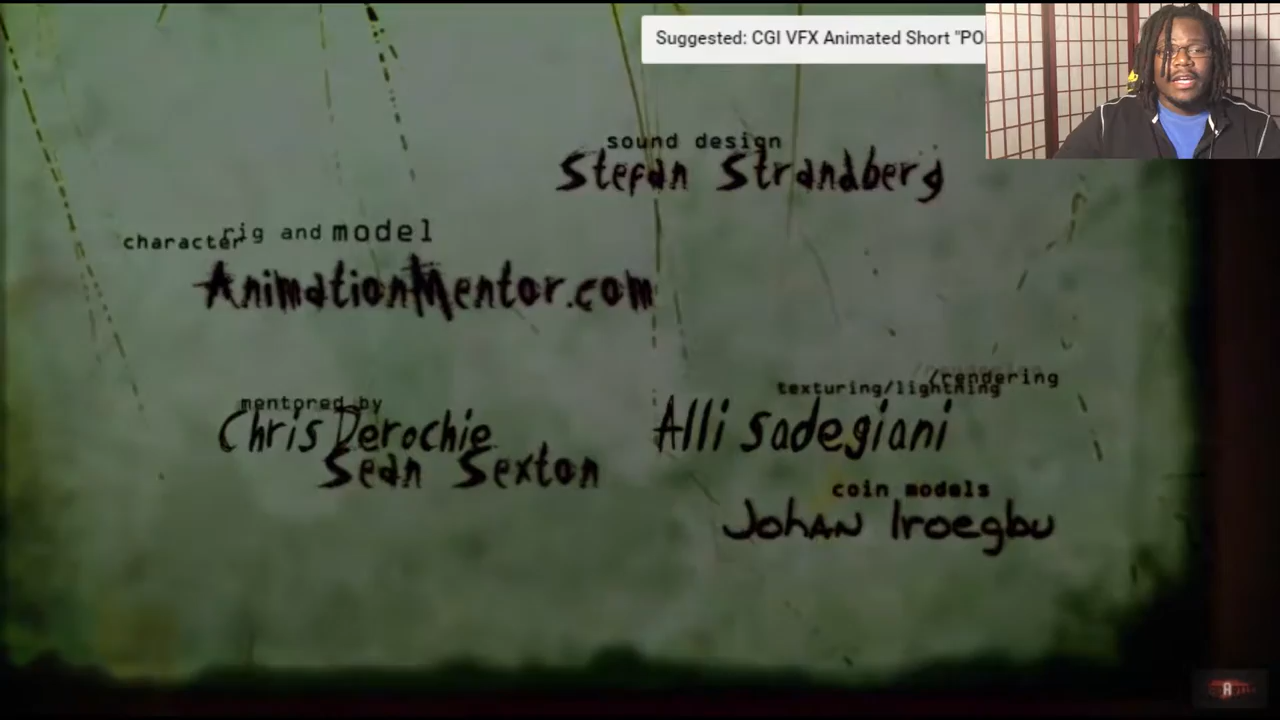 Suggested: CGI VFX Animated Short "PO
sound design
Stefan Strandberg
character rig and model
AnimationMentor.com
mentored by
Chris Derochie
Sean Sexton
texturing/lightning/rendering
Alli Sadegiani
coin models
Johan Iroegbu